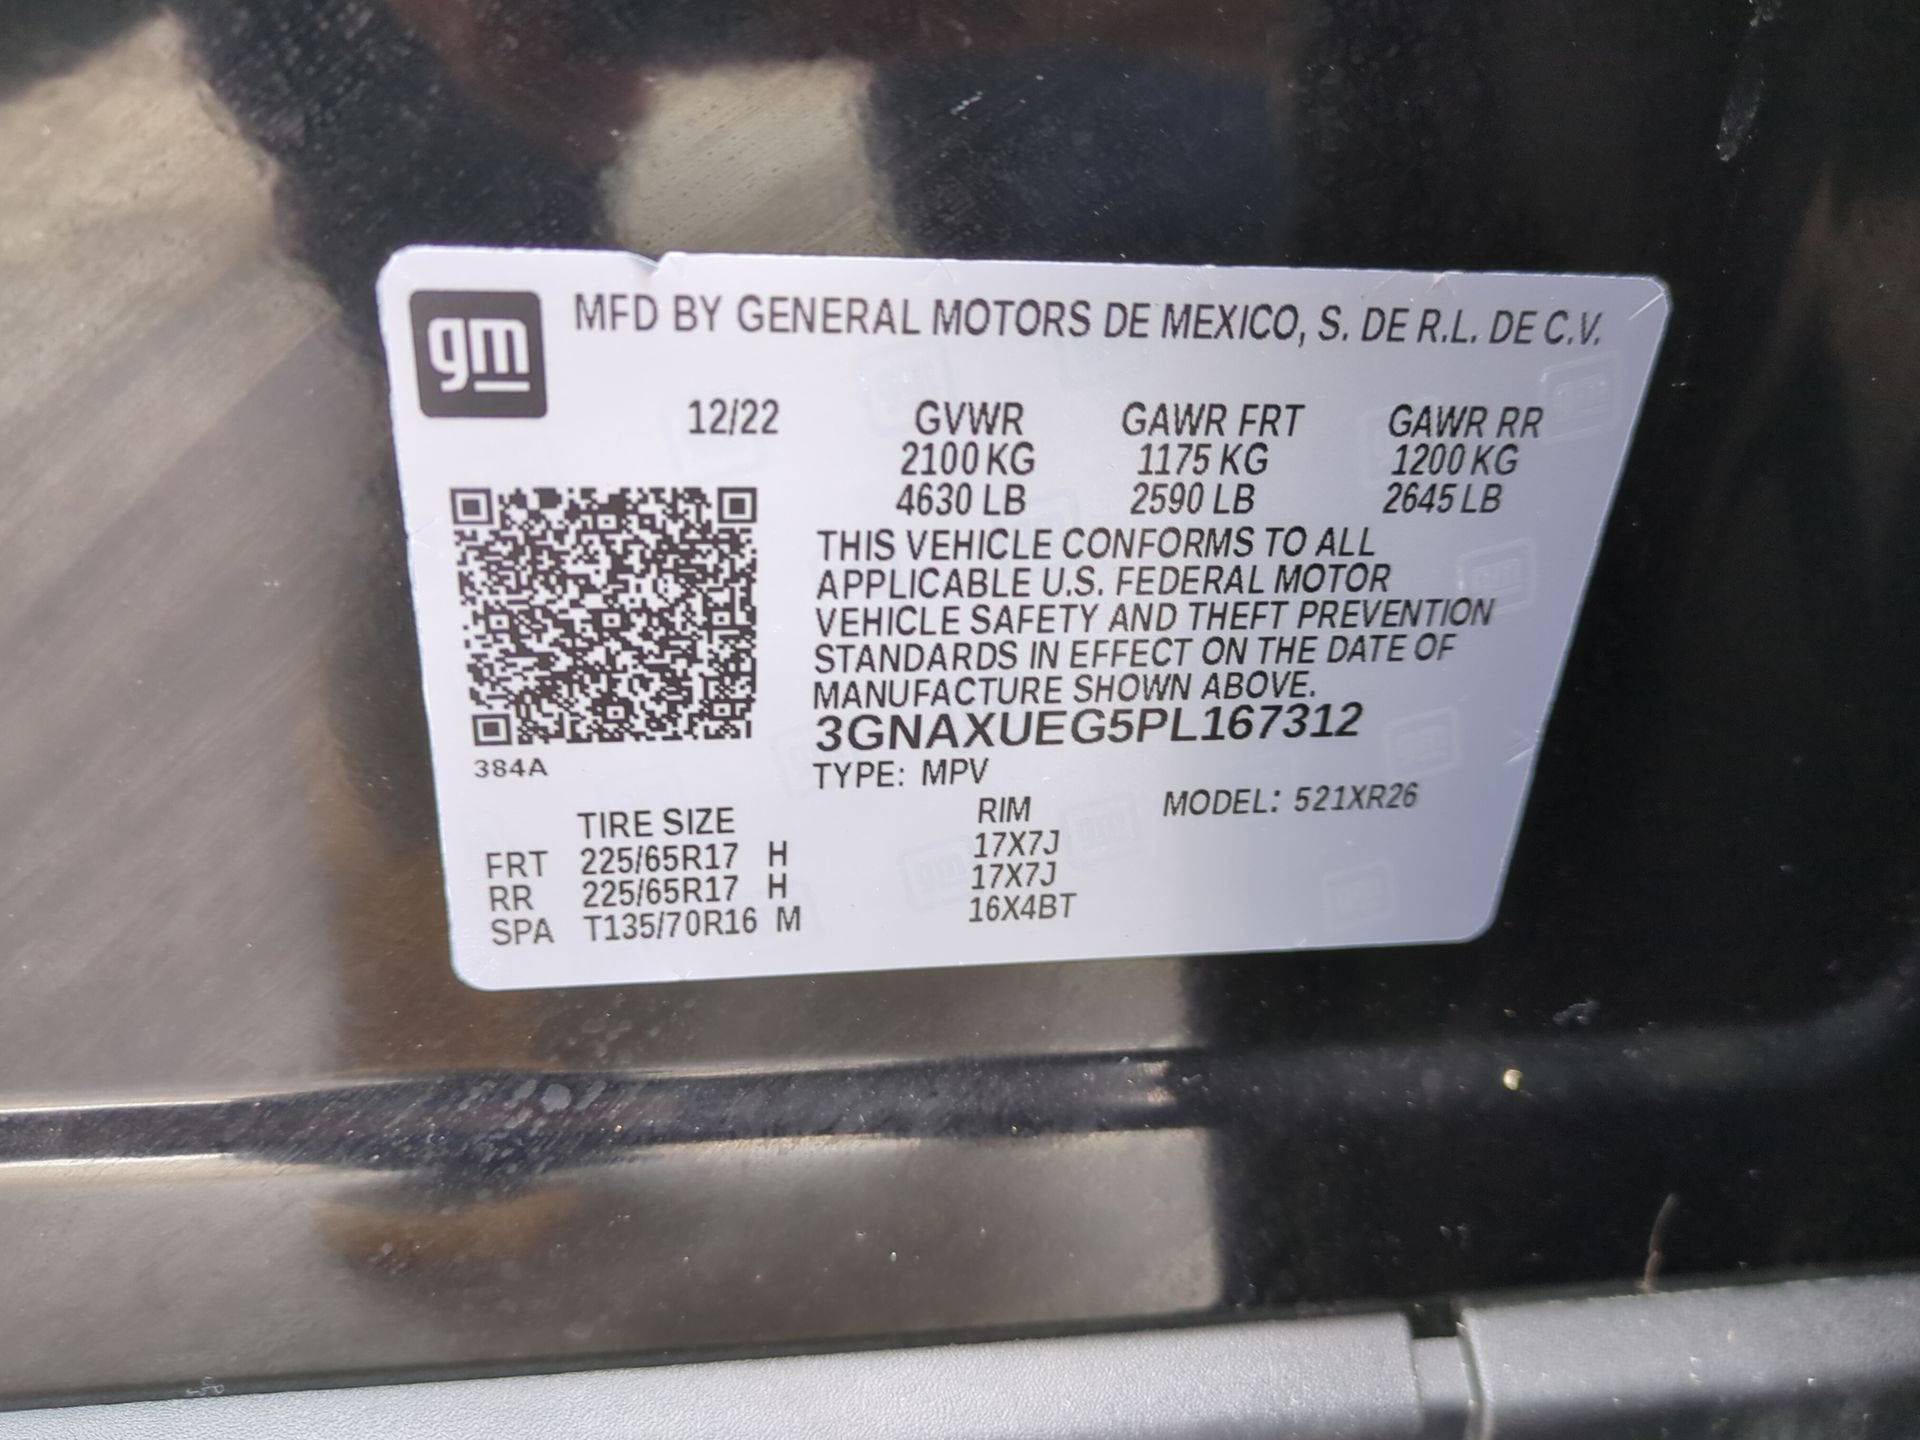 gm
MFD BY GENERAL MOTORS DE MEXICO, S. DE R.L. DE C.V.
12/22 GVWR GAWR FRT GAWR RR
2100 KG 1175 KG 1200 KG
4630 LB 2590 LB 2645 LB
THIS VEHICLE CONFORMS TO ALL
APPLICABLE U.S. FEDERAL MOTOR
VEHICLE SAFETY AND THEFT PREVENTION
STANDARDS IN EFFECT ON THE DATE OF
MANUFACTURE SHOWN ABOVE.
3GNAXUEG5PL167312
384A
TYPE: MPV
MODEL: 521XR26
TIRE SIZE RIM
FRT 225/65R17 H 17X7J
RR 225/65R17 H 17X7J
SPA T135/70R16 M 16X4BT